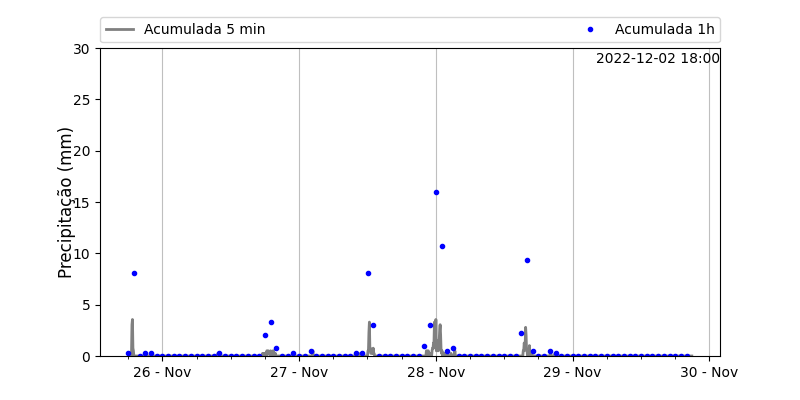 Acumulada 5 min
Acumulada 1h
2022-12-02 18:00
Precipitação (mm)
30
25
20
15
10
5
0
26 - Nov
27 - Nov
28 - Nov
29 - Nov
30 - Nov